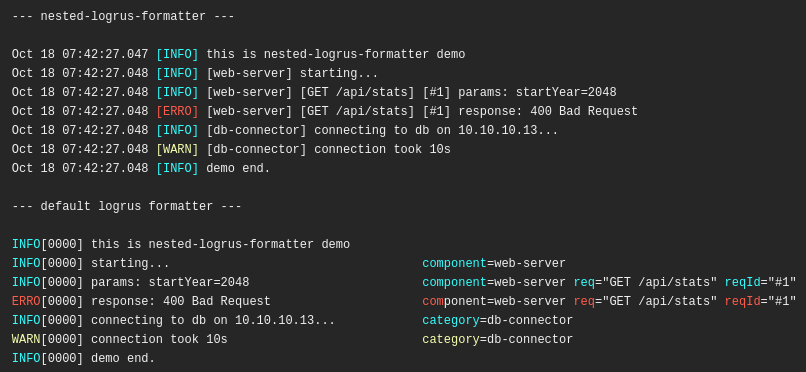 --- nested-logrus-formatter ---
Oct 18 07:42:27.047 [INFO] this is nested-logrus-formatter demo
Oct 18 07:42:27.048 [INFO] [web-server] starting...
Oct 18 07:42:27.048 [INFO] [web-server] [GET /api/stats] [#1] params: startYear=2048
Oct 18 07:42:27.048 [ERRO] [web-server] [GET /api/stats] [#1] response: 400 Bad Request
Oct 18 07:42:27.048 [INFO] [db-connector] connecting to db on 10.10.10.13...
Oct 18 07:42:27.048 [WARN] [db-connector] connection took 10s
Oct 18 07:42:27.048 [INFO] demo end.
--- default logrus formatter ---
INFO[0000] this is nested-logrus-formatter demo
INFO[0000] starting... component=web-server
INFO[0000] params: startYear=2048 component=web-server req="GET /api/stats" reqId="#1"
ERRO[0000] response: 400 Bad Request component=web-server req="GET /api/stats" reqId="#1"
INFO[0000] connecting to db on 10.10.10.13... category=db-connector
WARN[0000] connection took 10s category=db-connector
INFO[0000] demo end.